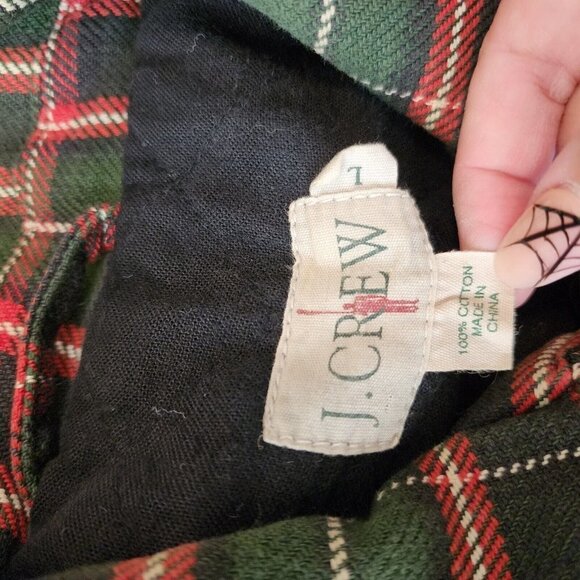 L
J. CREW
100% COTTON
MADE IN
CHINA